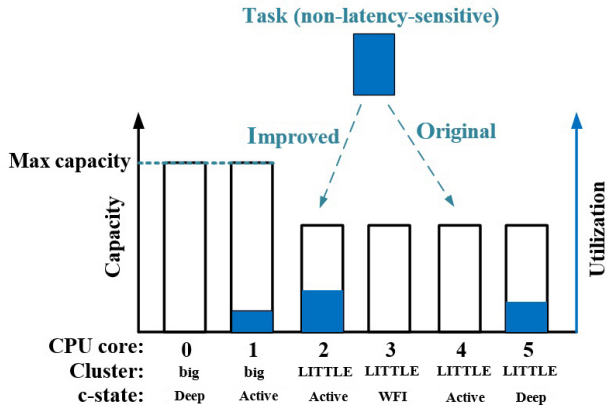 Task (non-latency-sensitive)
Improved
Original
Max capacity
Capacity
Utilization
CPU core: 0 1 2 3 4 5
Cluster: big big LITTLE LITTLE LITTLE LITTLE
c-state: Deep Active Active WFI Active Deep